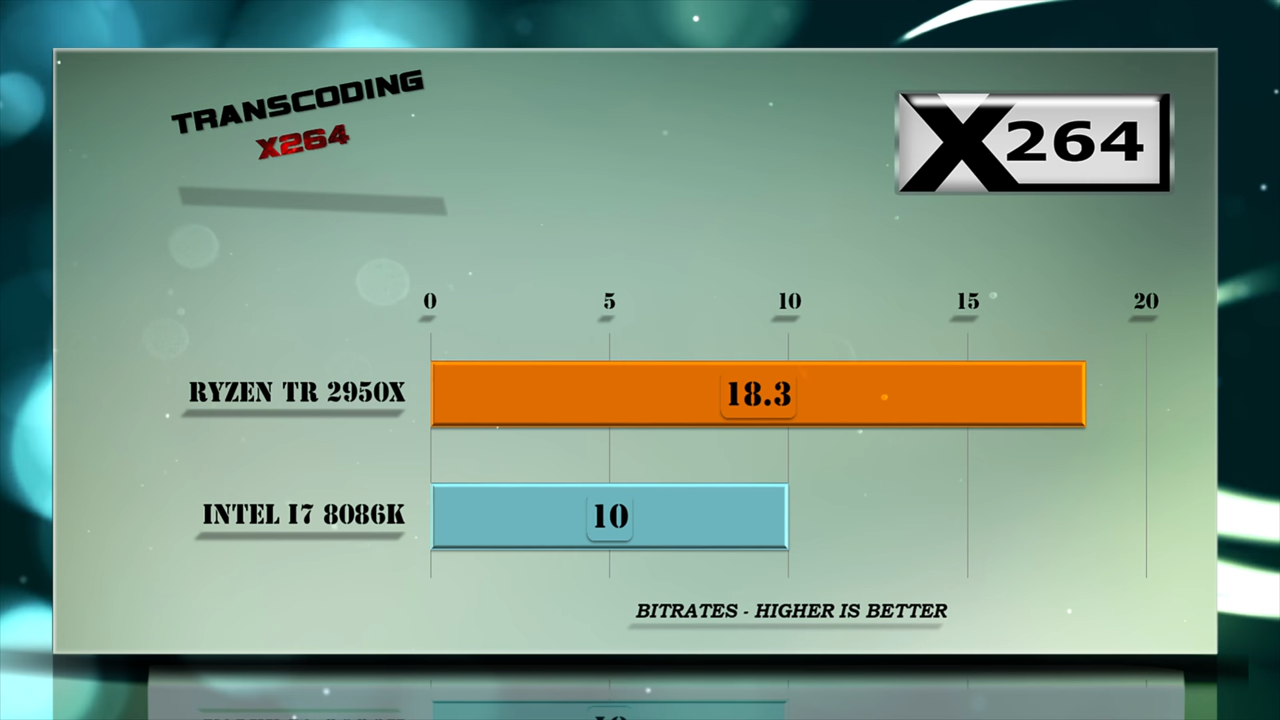 TRANSCODING
X264
X264
0 5 10 15 20
RYZEN TR 2950X 18.3
INTEL I7 8086K 10
BITRATES - HIGHER IS BETTER